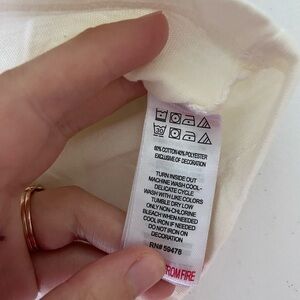 30
60% COTTON 40% POLYESTER
EXCLUSIVE OF DECORATION
TURN INSIDE OUT
MACHINE WASH COOL-
DELICATE CYCLE
WASH WITH LIKE COLORS
TUMBLE DRY LOW
ONLY NON-CHLORINE
BLEACH WHEN NEEDED
COOL IRON IF NEEDED
DO NOT IRON
DECORATION
RN# 59476
FROM FIRE